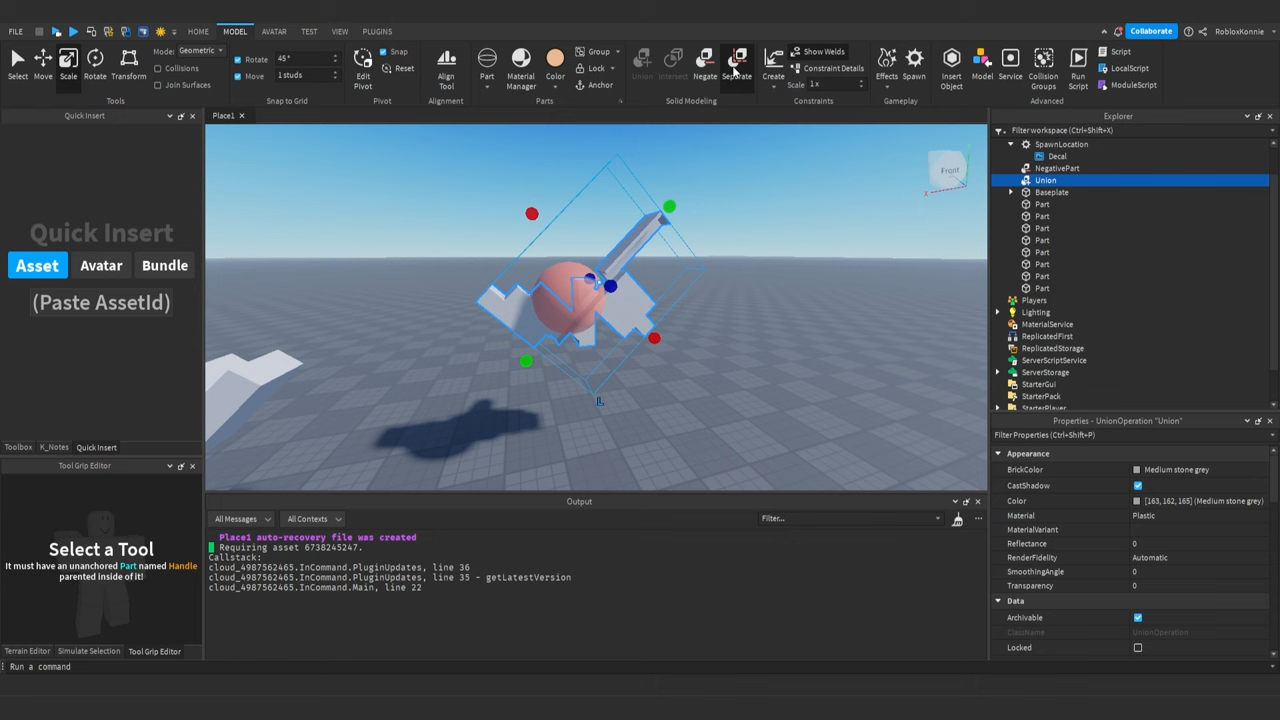 FILE
HOME
MODEL
AVATAR
TEST
VIEW
PLUGINS
Collaborate
RobloxKonnie
Select
Move
Scale
Rotate
Transform
Mode: Geometric
Collisions
Join Surfaces
Tools
Rotate 45°
Move 1 studs
Snap to Grid
Edit
Pivot
Snap
Reset
Pivot
Align
Tool
Alignment
Part
Material
Manager
Color
Group
Lock
Anchor
Parts
Union
Intersect
Negate
Separate
Solid Modeling
Create
Show Welds
Constraint Details
Scale 1 x
Constraints
Effects
Spawn
Gameplay
Insert
Object
Model
Service
Collision
Groups
Run
Script
Script
LocalScript
ModuleScript
Advanced
Quick Insert
Quick Insert
Asset
Avatar
Bundle
(Paste AssetId)
Toolbox
K_Notes
Quick Insert
Tool Grip Editor
Select a Tool
It must have an unanchored Part named Handle
parented inside of it!
Terrain Editor
Simulate Selection
Tool Grip Editor
Run a command
Place1
Front
X
L
Output
All Messages
All Contexts
Filter...
Place1 auto-recovery file was created
Requiring asset 6738245247.
Callstack:
cloud_4987562465.InCommand.PluginUpdates, line 36
cloud_4987562465.InCommand.PluginUpdates, line 35 - getLatestVersion
cloud_4987562465.InCommand.Main, line 22
Explorer
Filter workspace (Ctrl+Shift+X)
SpawnLocation
Decal
NegativePart
Union
Baseplate
Part
Part
Part
Part
Part
Part
Part
Part
Players
Lighting
MaterialService
ReplicatedFirst
ReplicatedStorage
ServerScriptService
ServerStorage
StarterGui
StarterPack
StarterPlayer
Properties - UnionOperation "Union"
Filter Properties (Ctrl+Shift+P)
Appearance
BrickColor Medium stone grey
CastShadow
Color [163, 162, 165] (Medium stone grey)
Material Plastic
MaterialVariant
Reflectance 0
RenderFidelity Automatic
SmoothingAngle 0
Transparency 0
Data
Archivable
ClassName UnionOperation
Locked